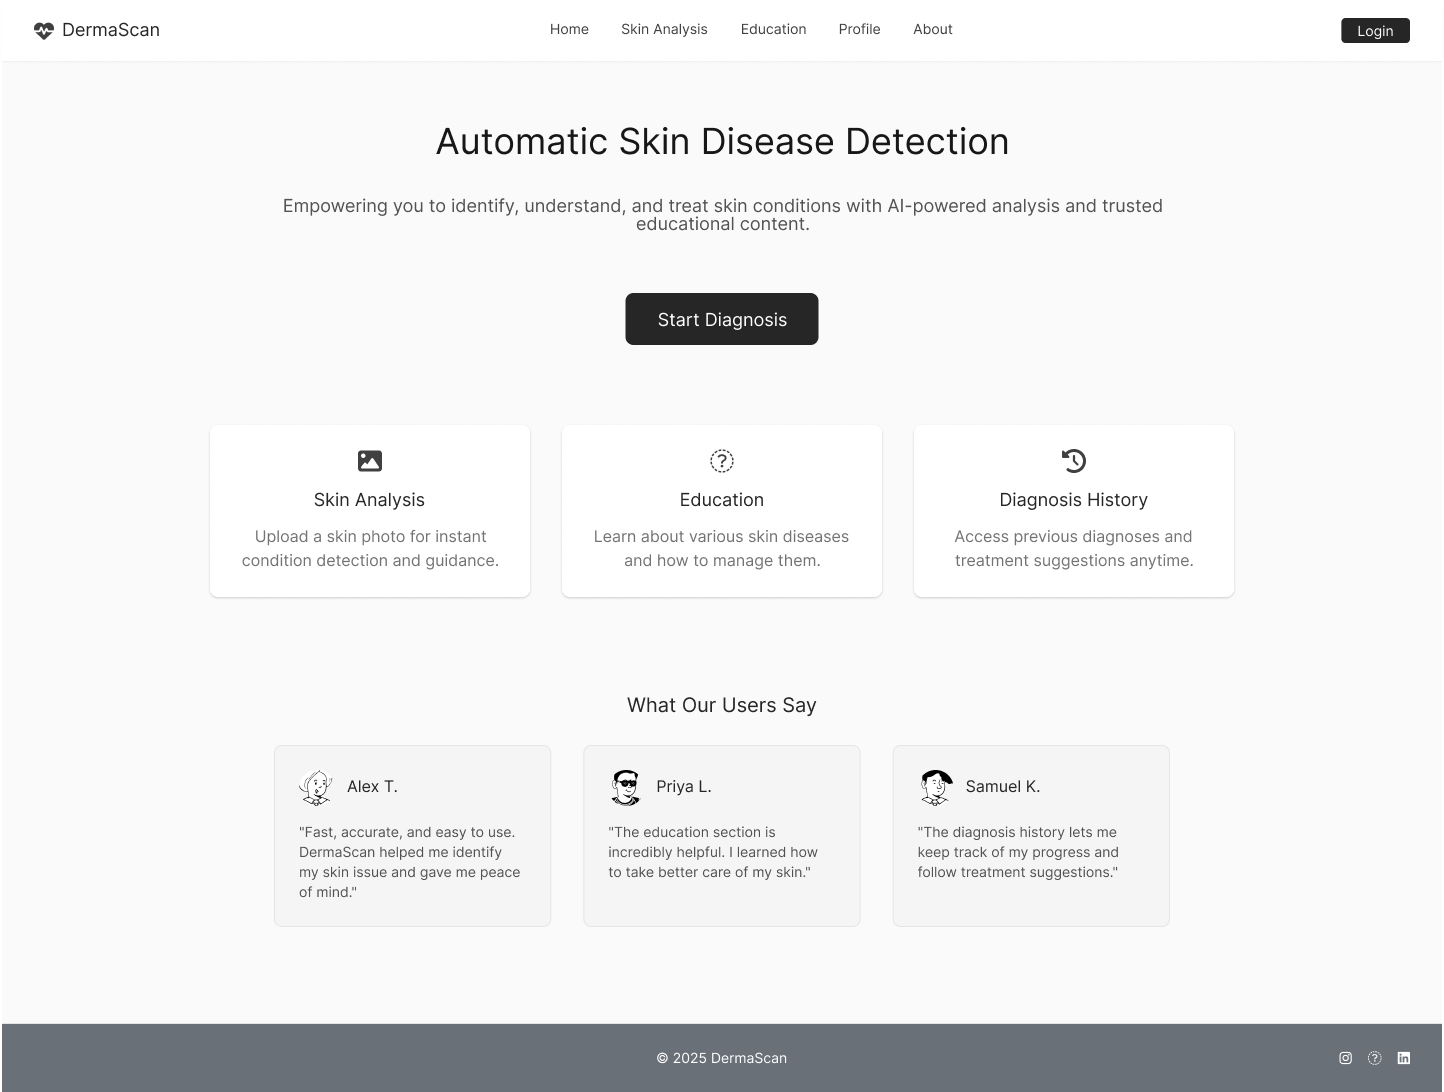 DermaScan
Home
Skin Analysis
Education
Profile
About
Login
Automatic Skin Disease Detection
Empowering you to identify, understand, and treat skin conditions with AI-powered analysis and trusted
educational content.
Start Diagnosis
Skin Analysis
Upload a skin photo for instant
condition detection and guidance.
Education
Learn about various skin diseases
and how to manage them.
Diagnosis History
Access previous diagnoses and
treatment suggestions anytime.
What Our Users Say
Alex T.
"Fast, accurate, and easy to use.
DermaScan helped me identify
my skin issue and gave me peace
of mind."
Priya L.
"The education section is
incredibly helpful. I learned how
to take better care of my skin."
Samuel K.
"The diagnosis history lets me
keep track of my progress and
follow treatment suggestions."
© 2025 DermaScan